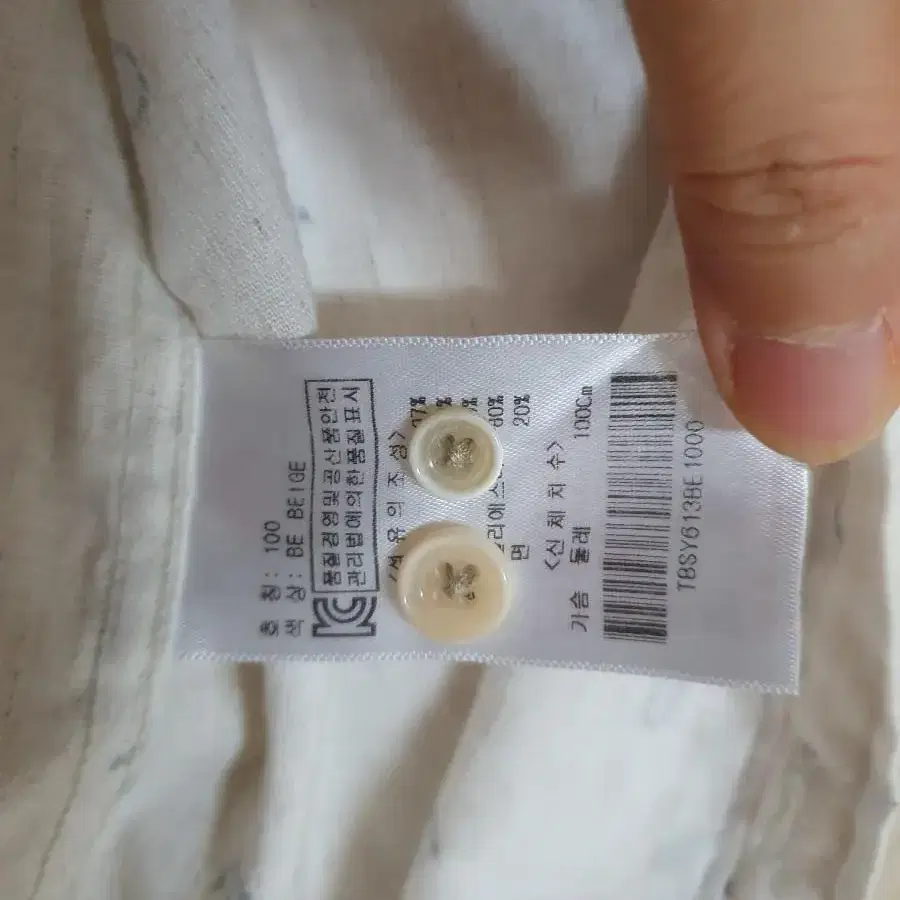 호 칭: 100
색 상: BE BEIGE
품질경영및공산품안전
관리법에의한품질표시
<섬 유의 조 성>
80%
면 20%
<신 체 치 수>
가슴 둘레 100Cm
TBSY613BE1000